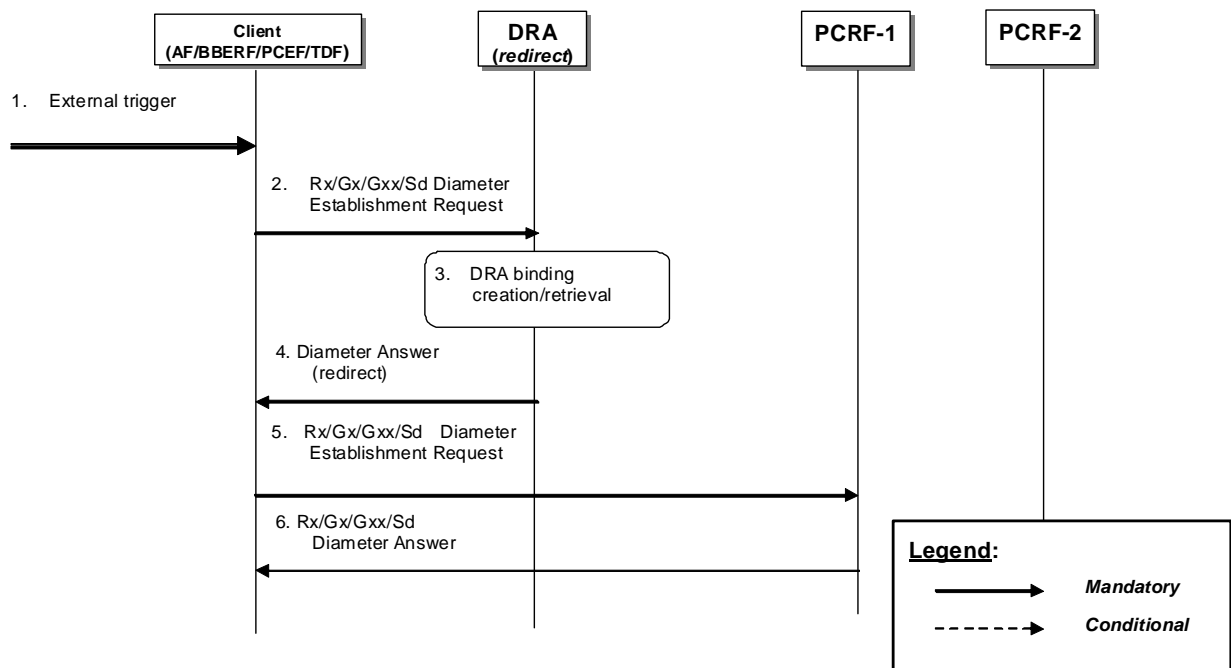 Client
(AF/BBERF/PCEF/TDF)
DRA
(redirect)
PCRF-1
PCRF-2
1. External trigger
2. Rx/Gx/Gxx/Sd Diameter
Establishment Request
3. DRA binding
creation/retrieval
4. Diameter Answer
(redirect)
5. Rx/Gx/Gxx/Sd Diameter
Establishment Request
6. Rx/Gx/Gxx/Sd
Diameter Answer
Legend:
Mandatory
Conditional